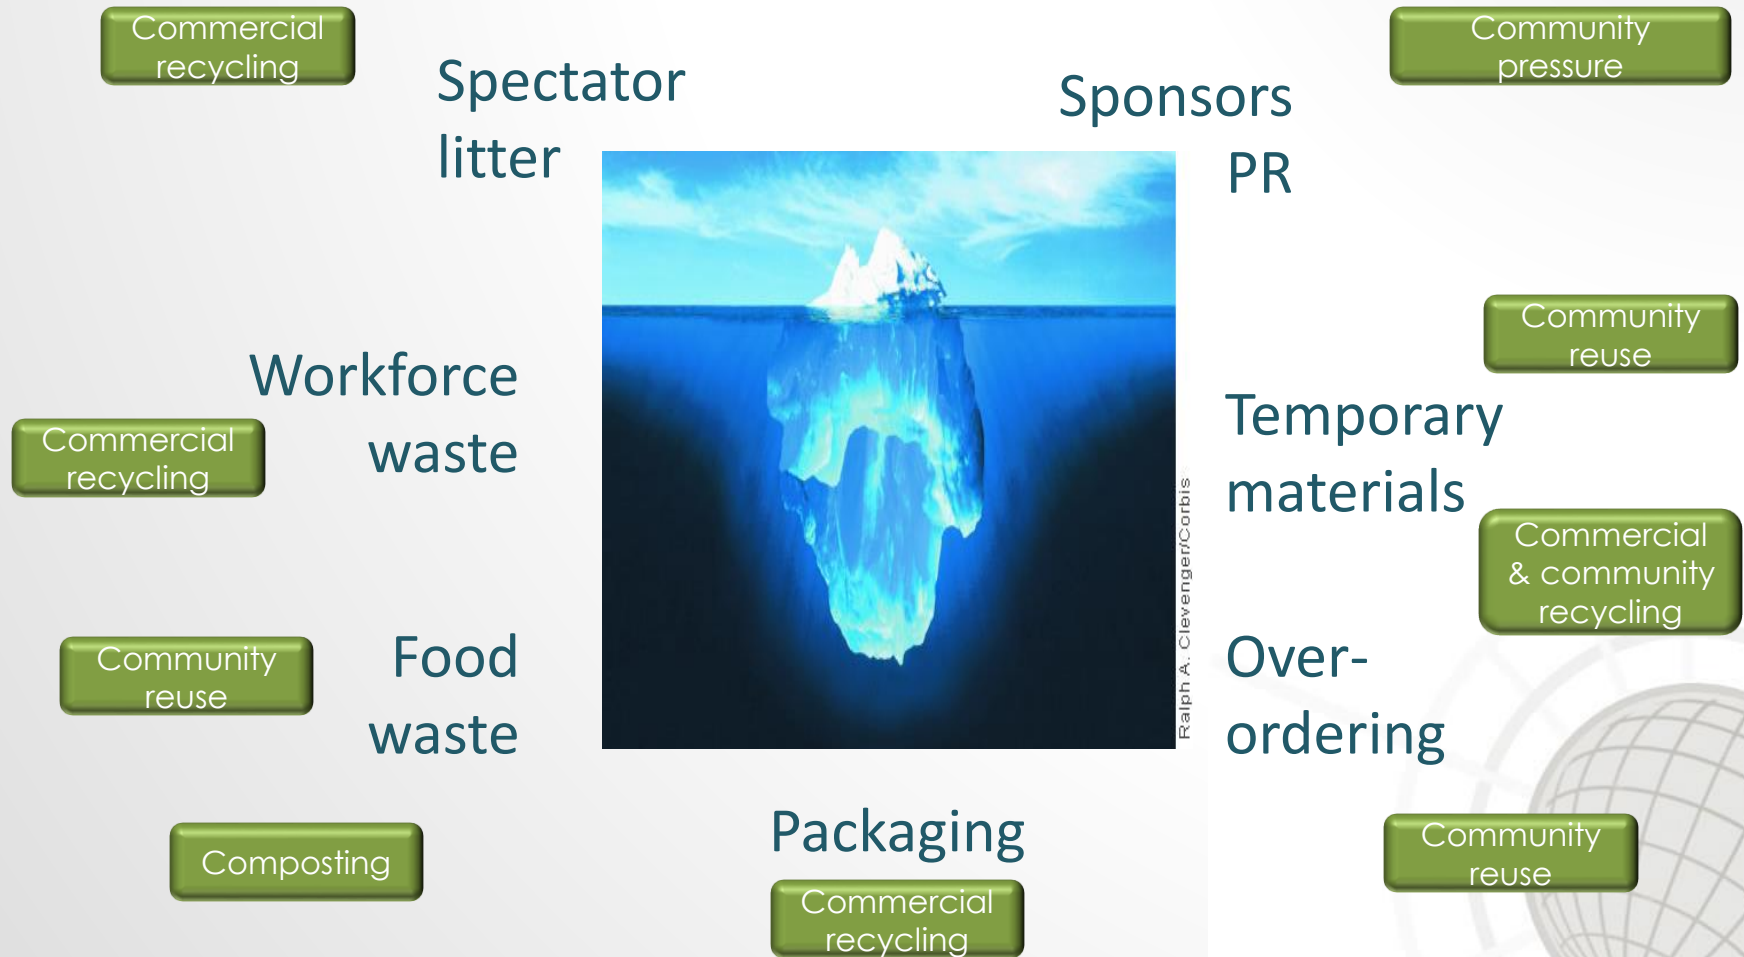 Commercial
recycling
Spectator
litter
Sponsors
PR
Community
pressure
Workforce
waste
Commercial
recycling
Community
reuse
Temporary
materials
Commercial
& community
recycling
Food
waste
Community
reuse
Composting
Over-
ordering
Community
reuse
Packaging
Commercial
recycling
Ralph A. Clevenger/Corbis